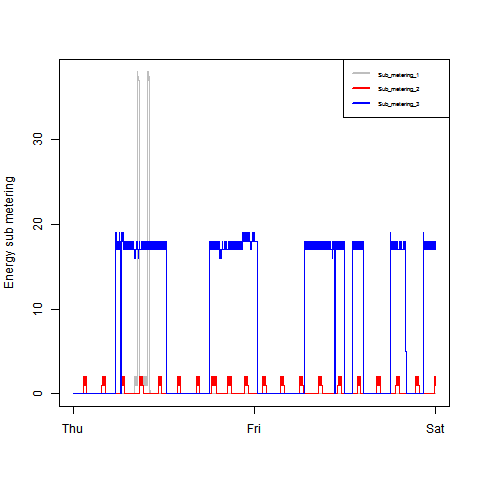 Sub_metering_1
Sub_metering_2
Sub_metering_3
Energy sub metering
30
20
10
0
Thu
Fri
Sat